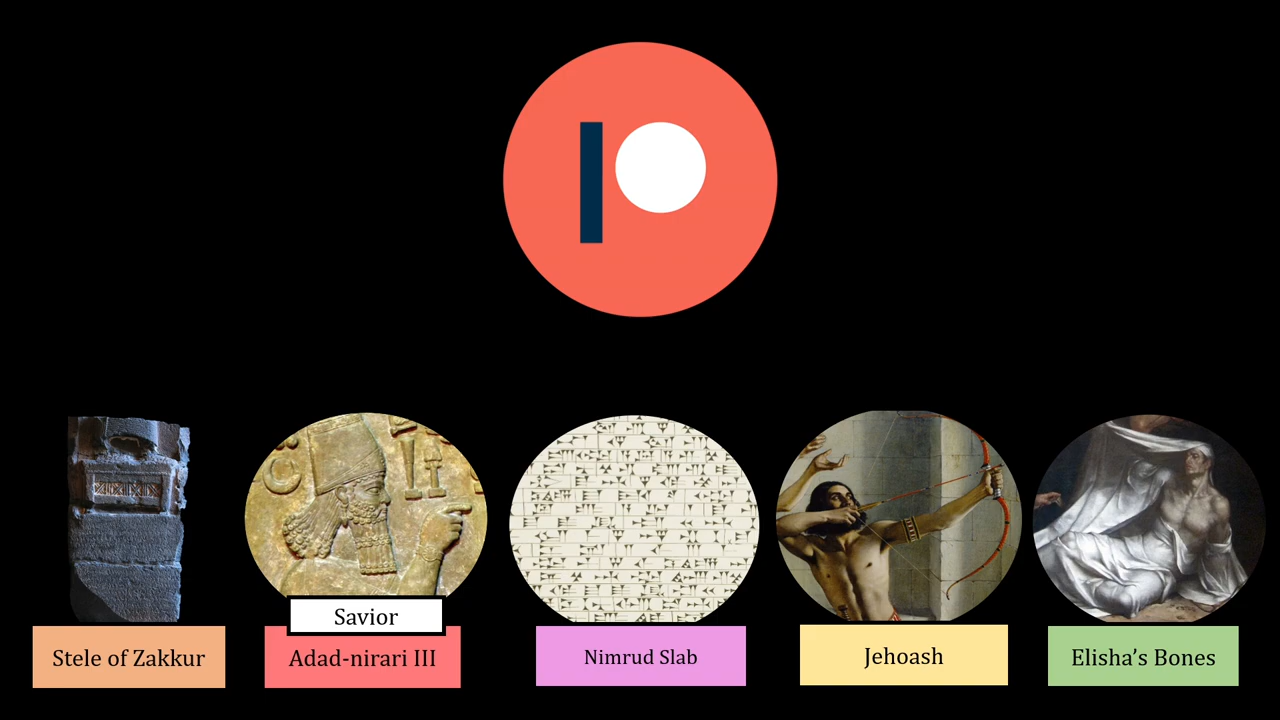 Savior
Stele of Zakkur
Adad-nirari III
Nimrud Slab
Jehoash
Elisha’s Bones